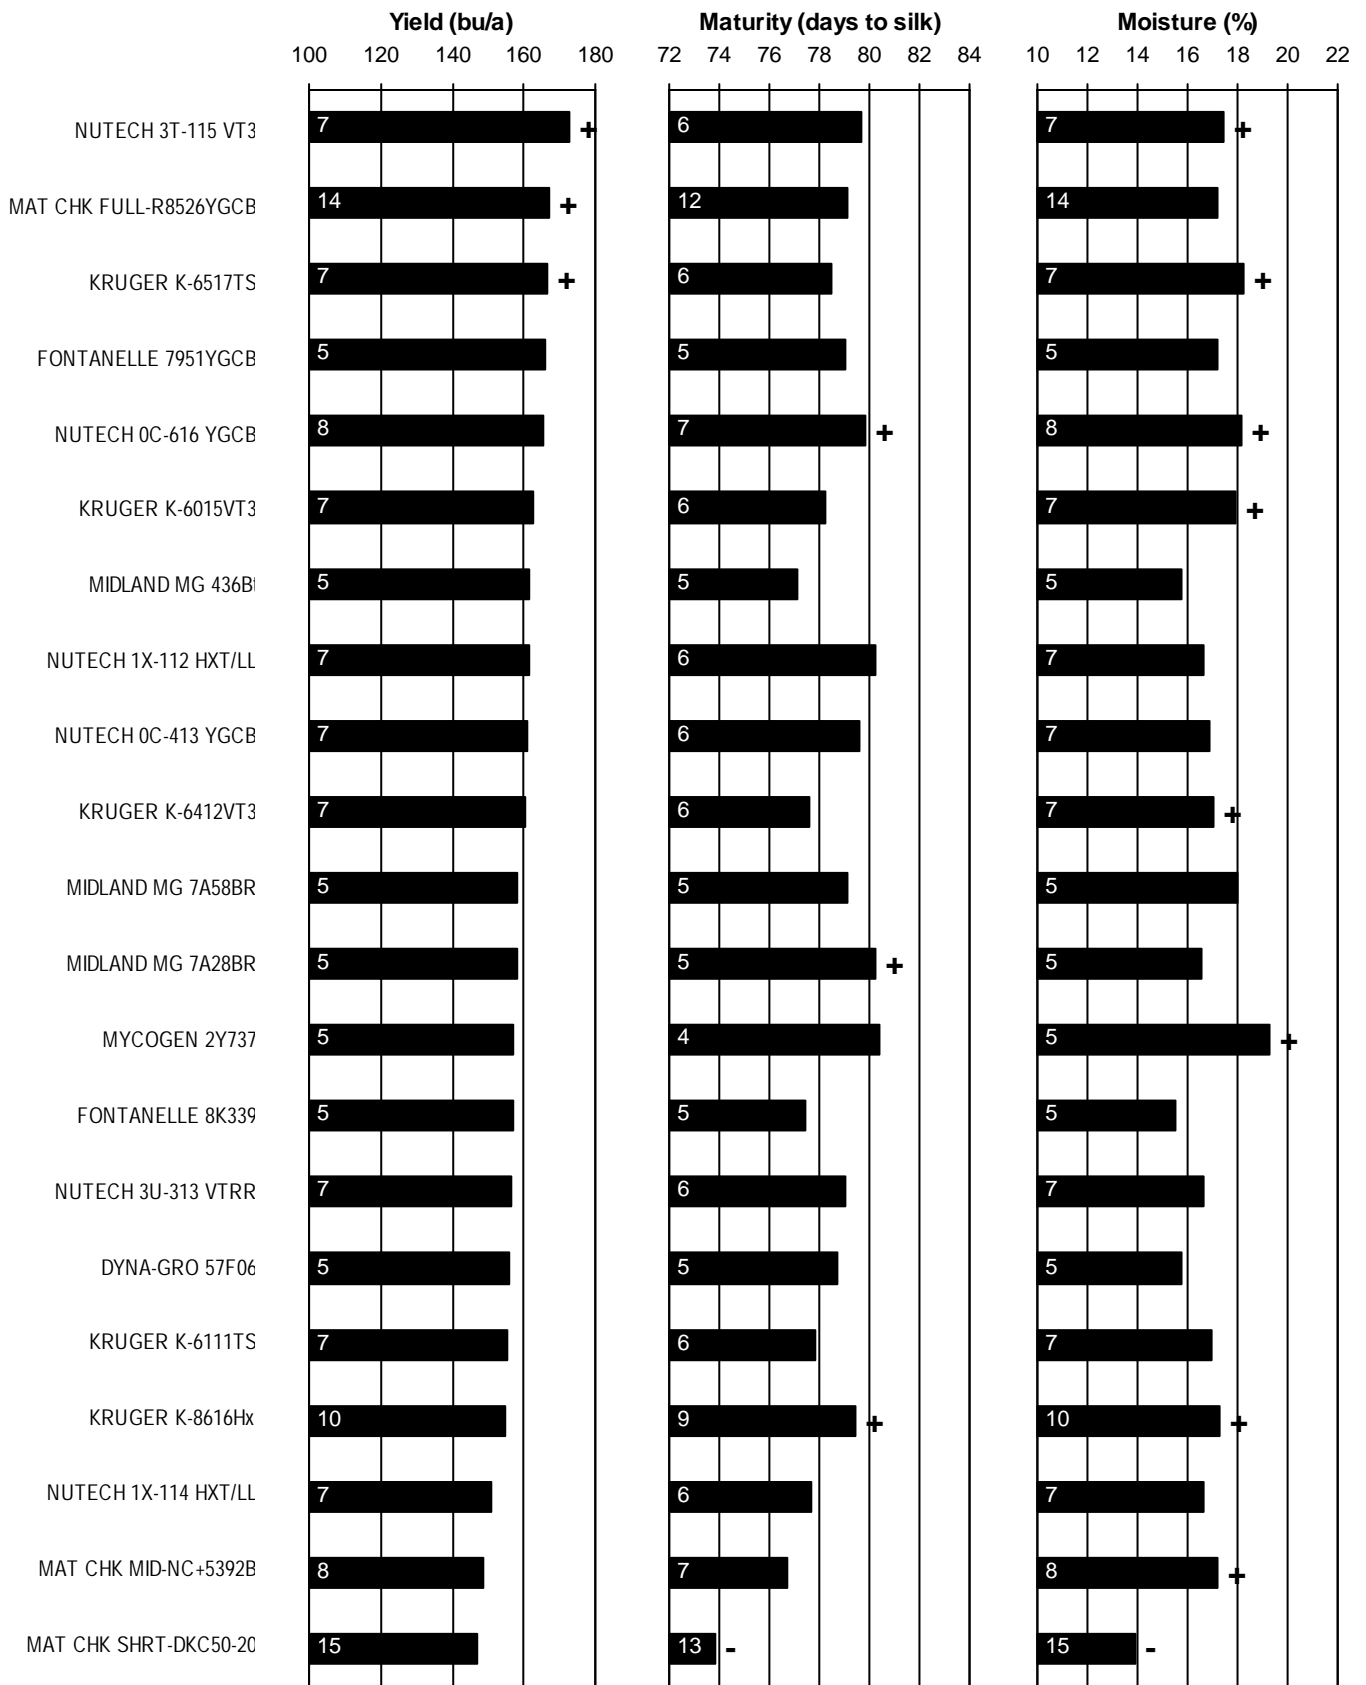 Yield (bu/a) Maturity (days to silk) Moisture (%)
100 120 140 160 180 72 74 76 78 80 82 84 10 12 14 16 18 20 22
NUTECH 3T-115 VT3 7 + 6 7 +
MAT CHK FULL-R8526YGCB 14 + 12 14
KRUGER K-6517TS 7 + 6 7 +
FONTANELLE 7951YGCB 5 5 5
NUTECH 0C-616 YGCB 8 7 + 8 +
KRUGER K-6015VT3 7 6 7 +
MIDLAND MG 436Bt 5 5 5
NUTECH 1X-112 HXT/LL 7 6 7
NUTECH 0C-413 YGCB 7 6 7
KRUGER K-6412VT3 7 6 7 +
MIDLAND MG 7A58BR 5 5 5
MIDLAND MG 7A28BR 5 5 + 5
MYCOGEN 2Y737 5 4 5 +
FONTANELLE 8K339 5 5 5
NUTECH 3U-313 VTRR 7 6 7
DYNA-GRO 57F06 5 5 5
KRUGER K-6111TS 7 6 7
KRUGER K-8616Hx 10 9 + 10 +
NUTECH 1X-114 HXT/LL 7 6 7
MAT CHK MID-NC+5392B 8 7 8 +
MAT CHK SHRT-DKC50-20 15 13 - 15 -